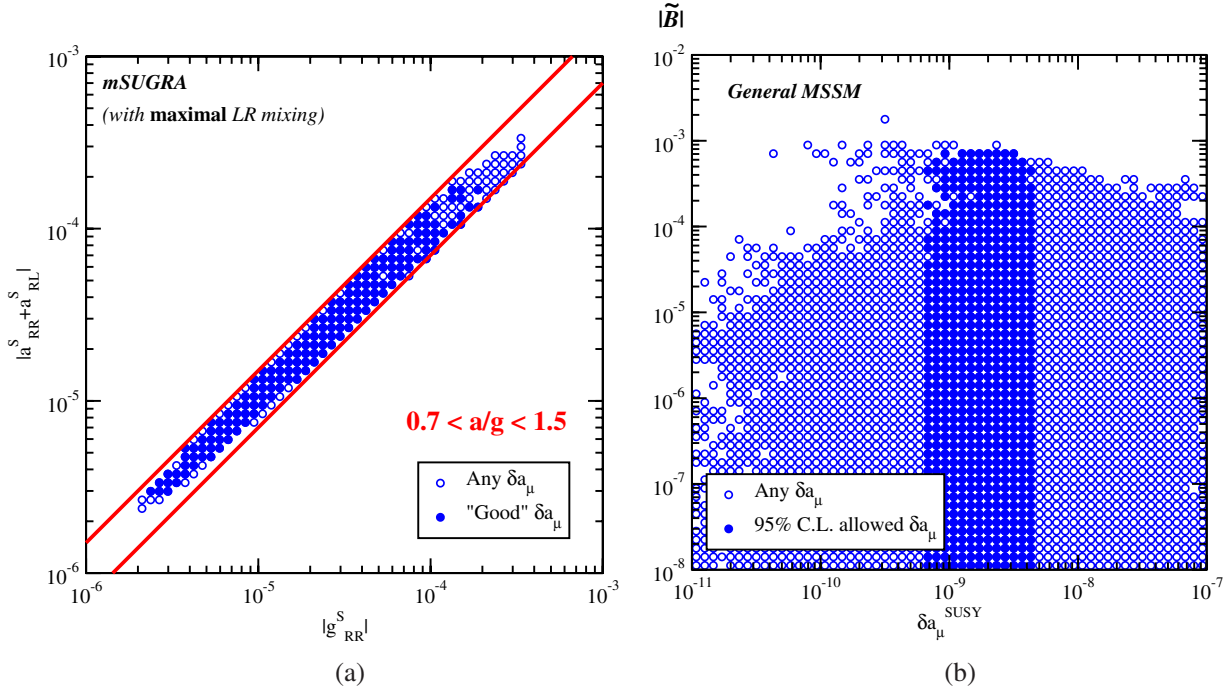 10^-3
mSUGRA
(with maximal LR mixing)
10^-4
|a^S_RR+a^S_RL|
10^-5
0.7 < a/g < 1.5
Any δa_μ
"Good" δa_μ
10^-6
10^-6 10^-5 10^-4 10^-3
|g^S_RR|
(a)
|B̃|
10^-2
General MSSM
10^-3
10^-4
10^-5
10^-6
10^-7
Any δa_μ
95% C.L. allowed δa_μ
10^-8
10^-11 10^-10 10^-9 10^-8 10^-7
δa_μ^SUSY
(b)